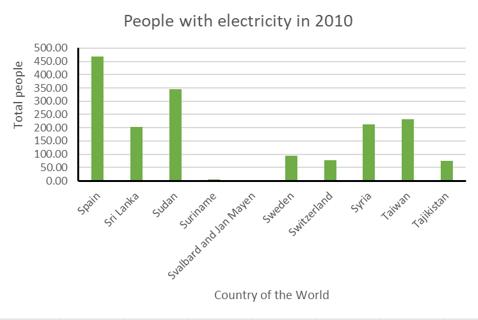 People with electricity in 2010
500.00
450.00
400.00
350.00
300.00
250.00
200.00
150.00
100.00
50.00
0.00
Total people
Spain
Sri Lanka
Sudan
Suriname
Svalbard and Jan Mayen
Sweden
Switzerland
Syria
Taiwan
Tajikistan
Country of the World